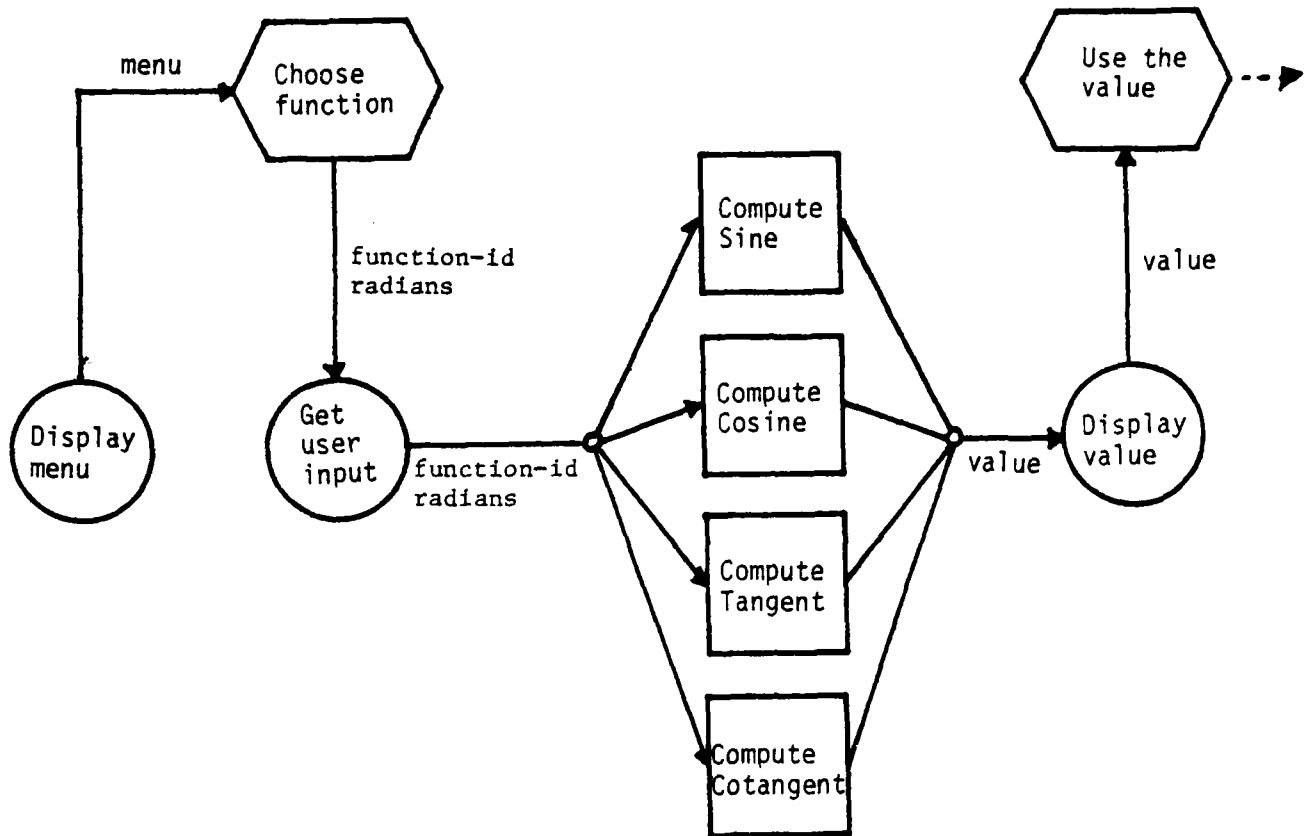 menu
Choose
function
Use the
value
Compute
Sine
function-id
radians
value
Compute
Cosine
Display
menu
Get
user
input
function-id
radians
value
Display
value
Compute
Tangent
Compute
Cotangent